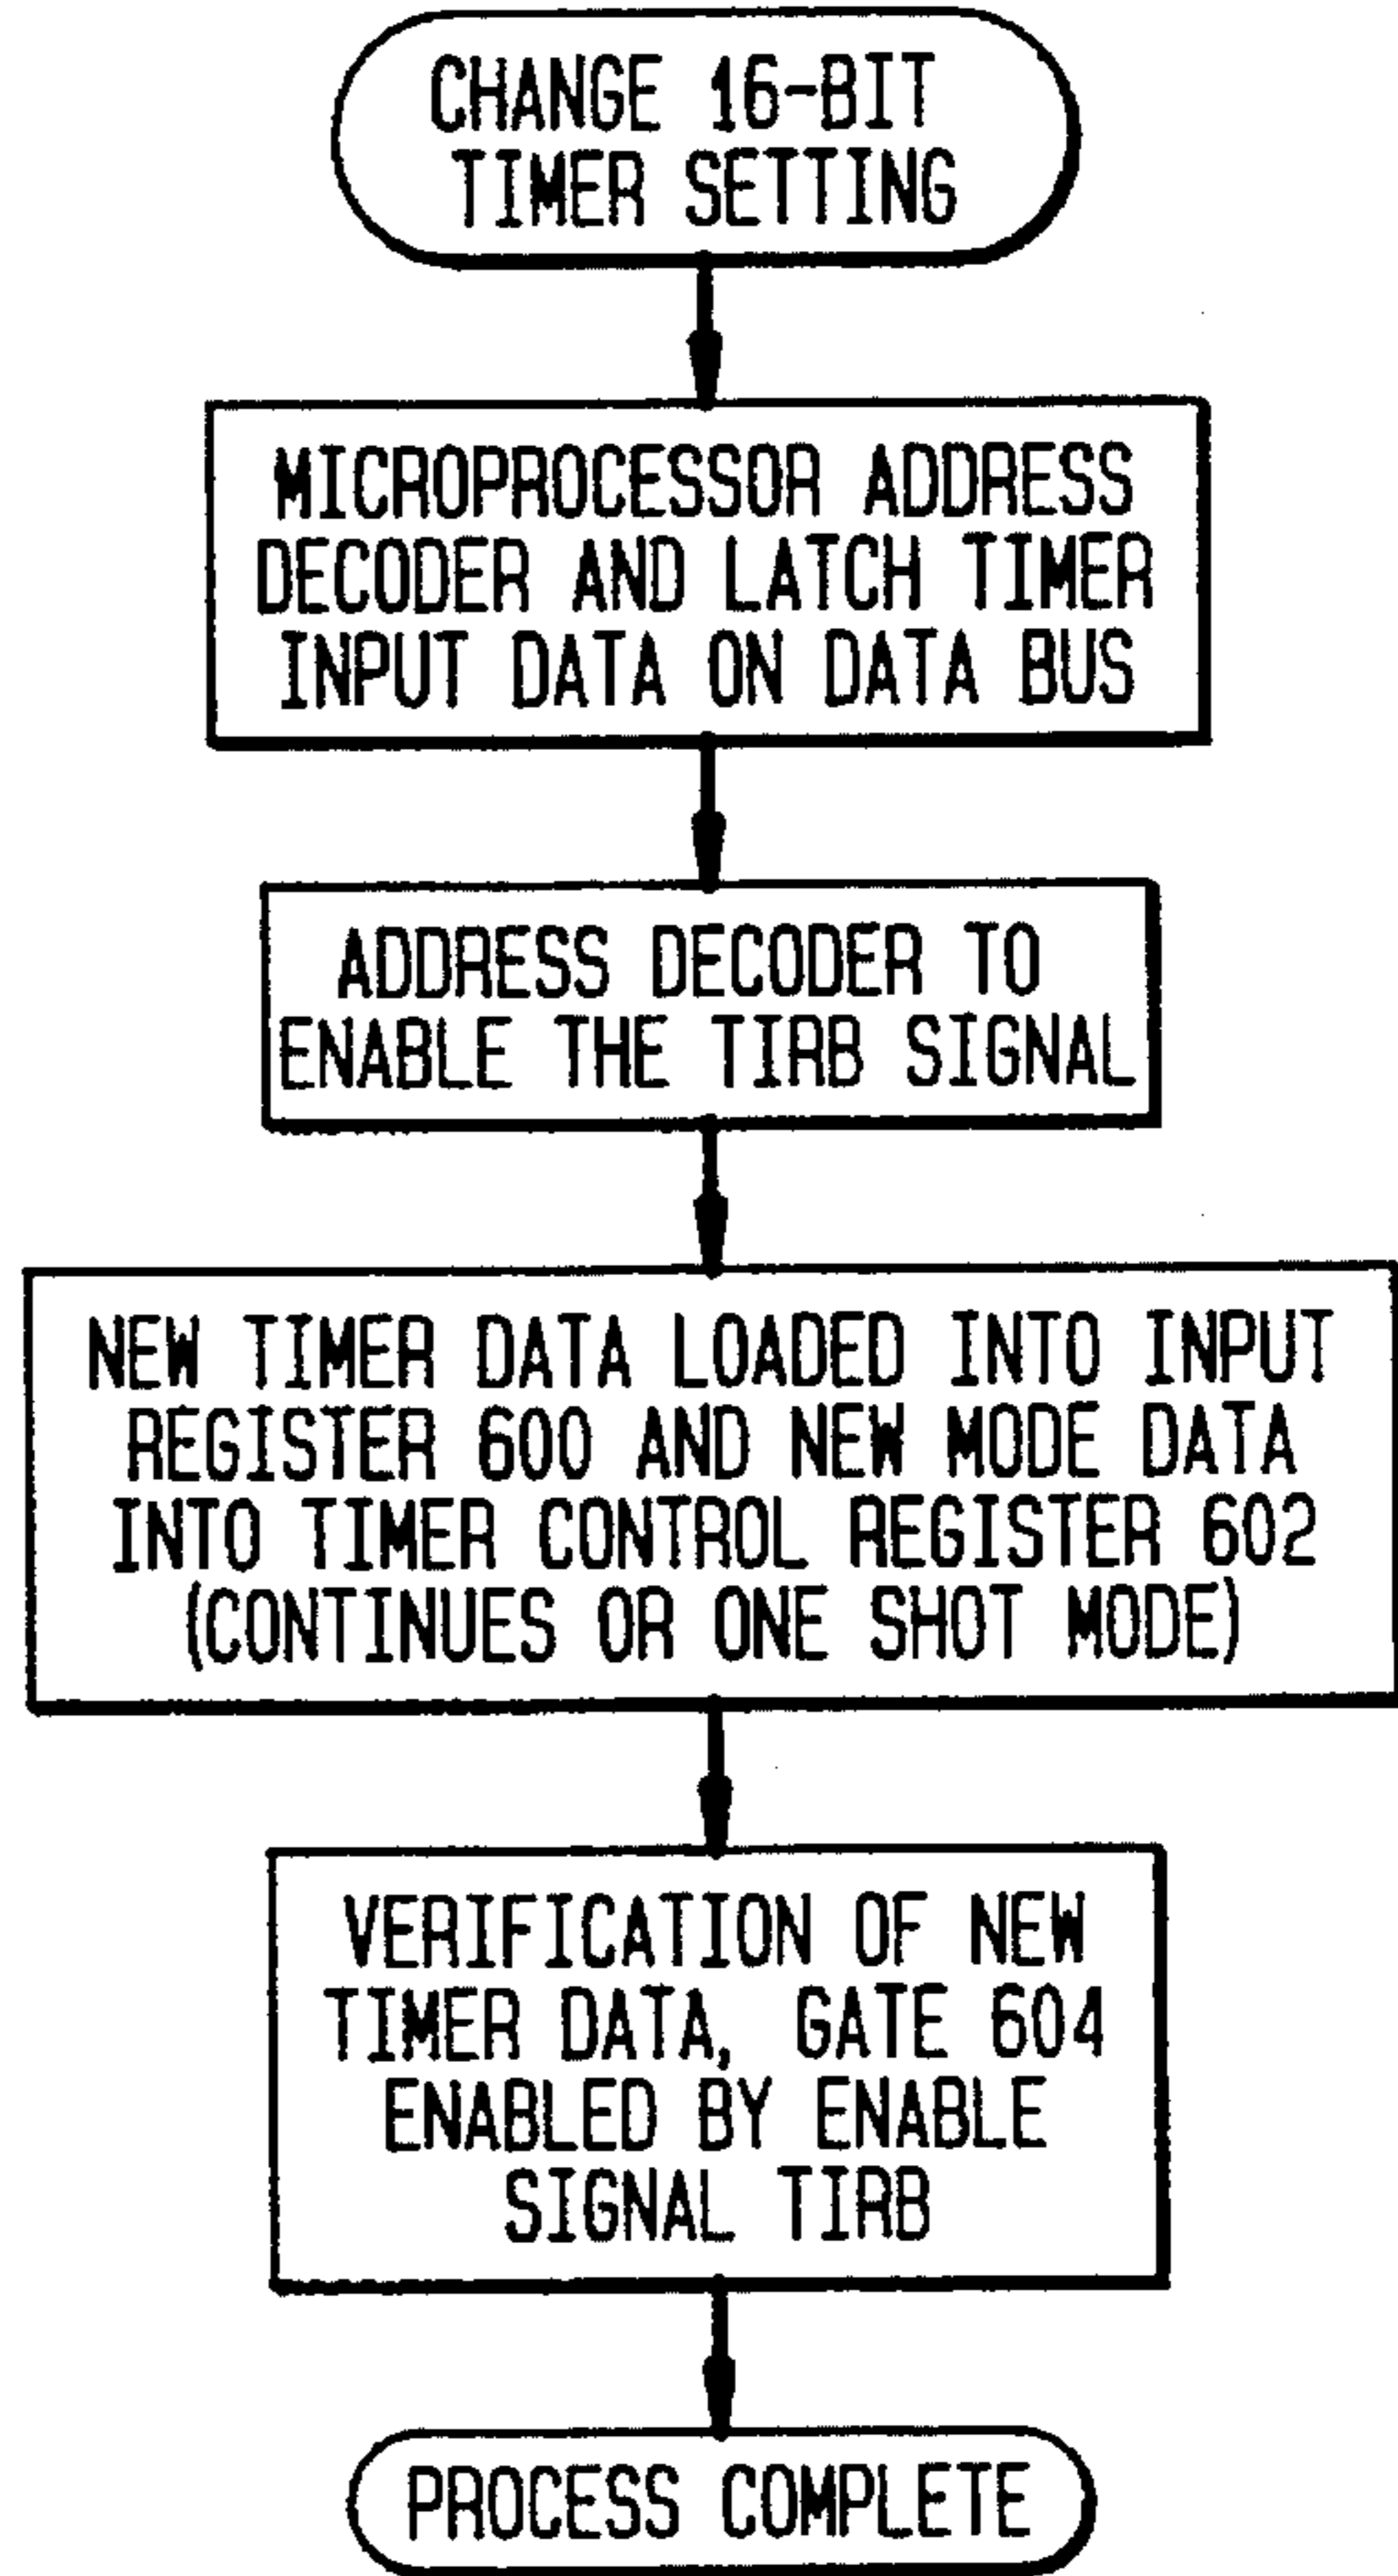 CHANGE 16-BIT
TIMER SETTING
MICROPROCESSOR ADDRESS
DECODER AND LATCH TIMER
INPUT DATA ON DATA BUS
ADDRESS DECODER TO
ENABLE THE TIRB SIGNAL
NEW TIMER DATA LOADED INTO INPUT
REGISTER 600 AND NEW MODE DATA
INTO TIMER CONTROL REGISTER 602
(CONTINUES OR ONE SHOT MODE)
VERIFICATION OF NEW
TIMER DATA, GATE 604
ENABLED BY ENABLE
SIGNAL TIRB
PROCESS COMPLETE